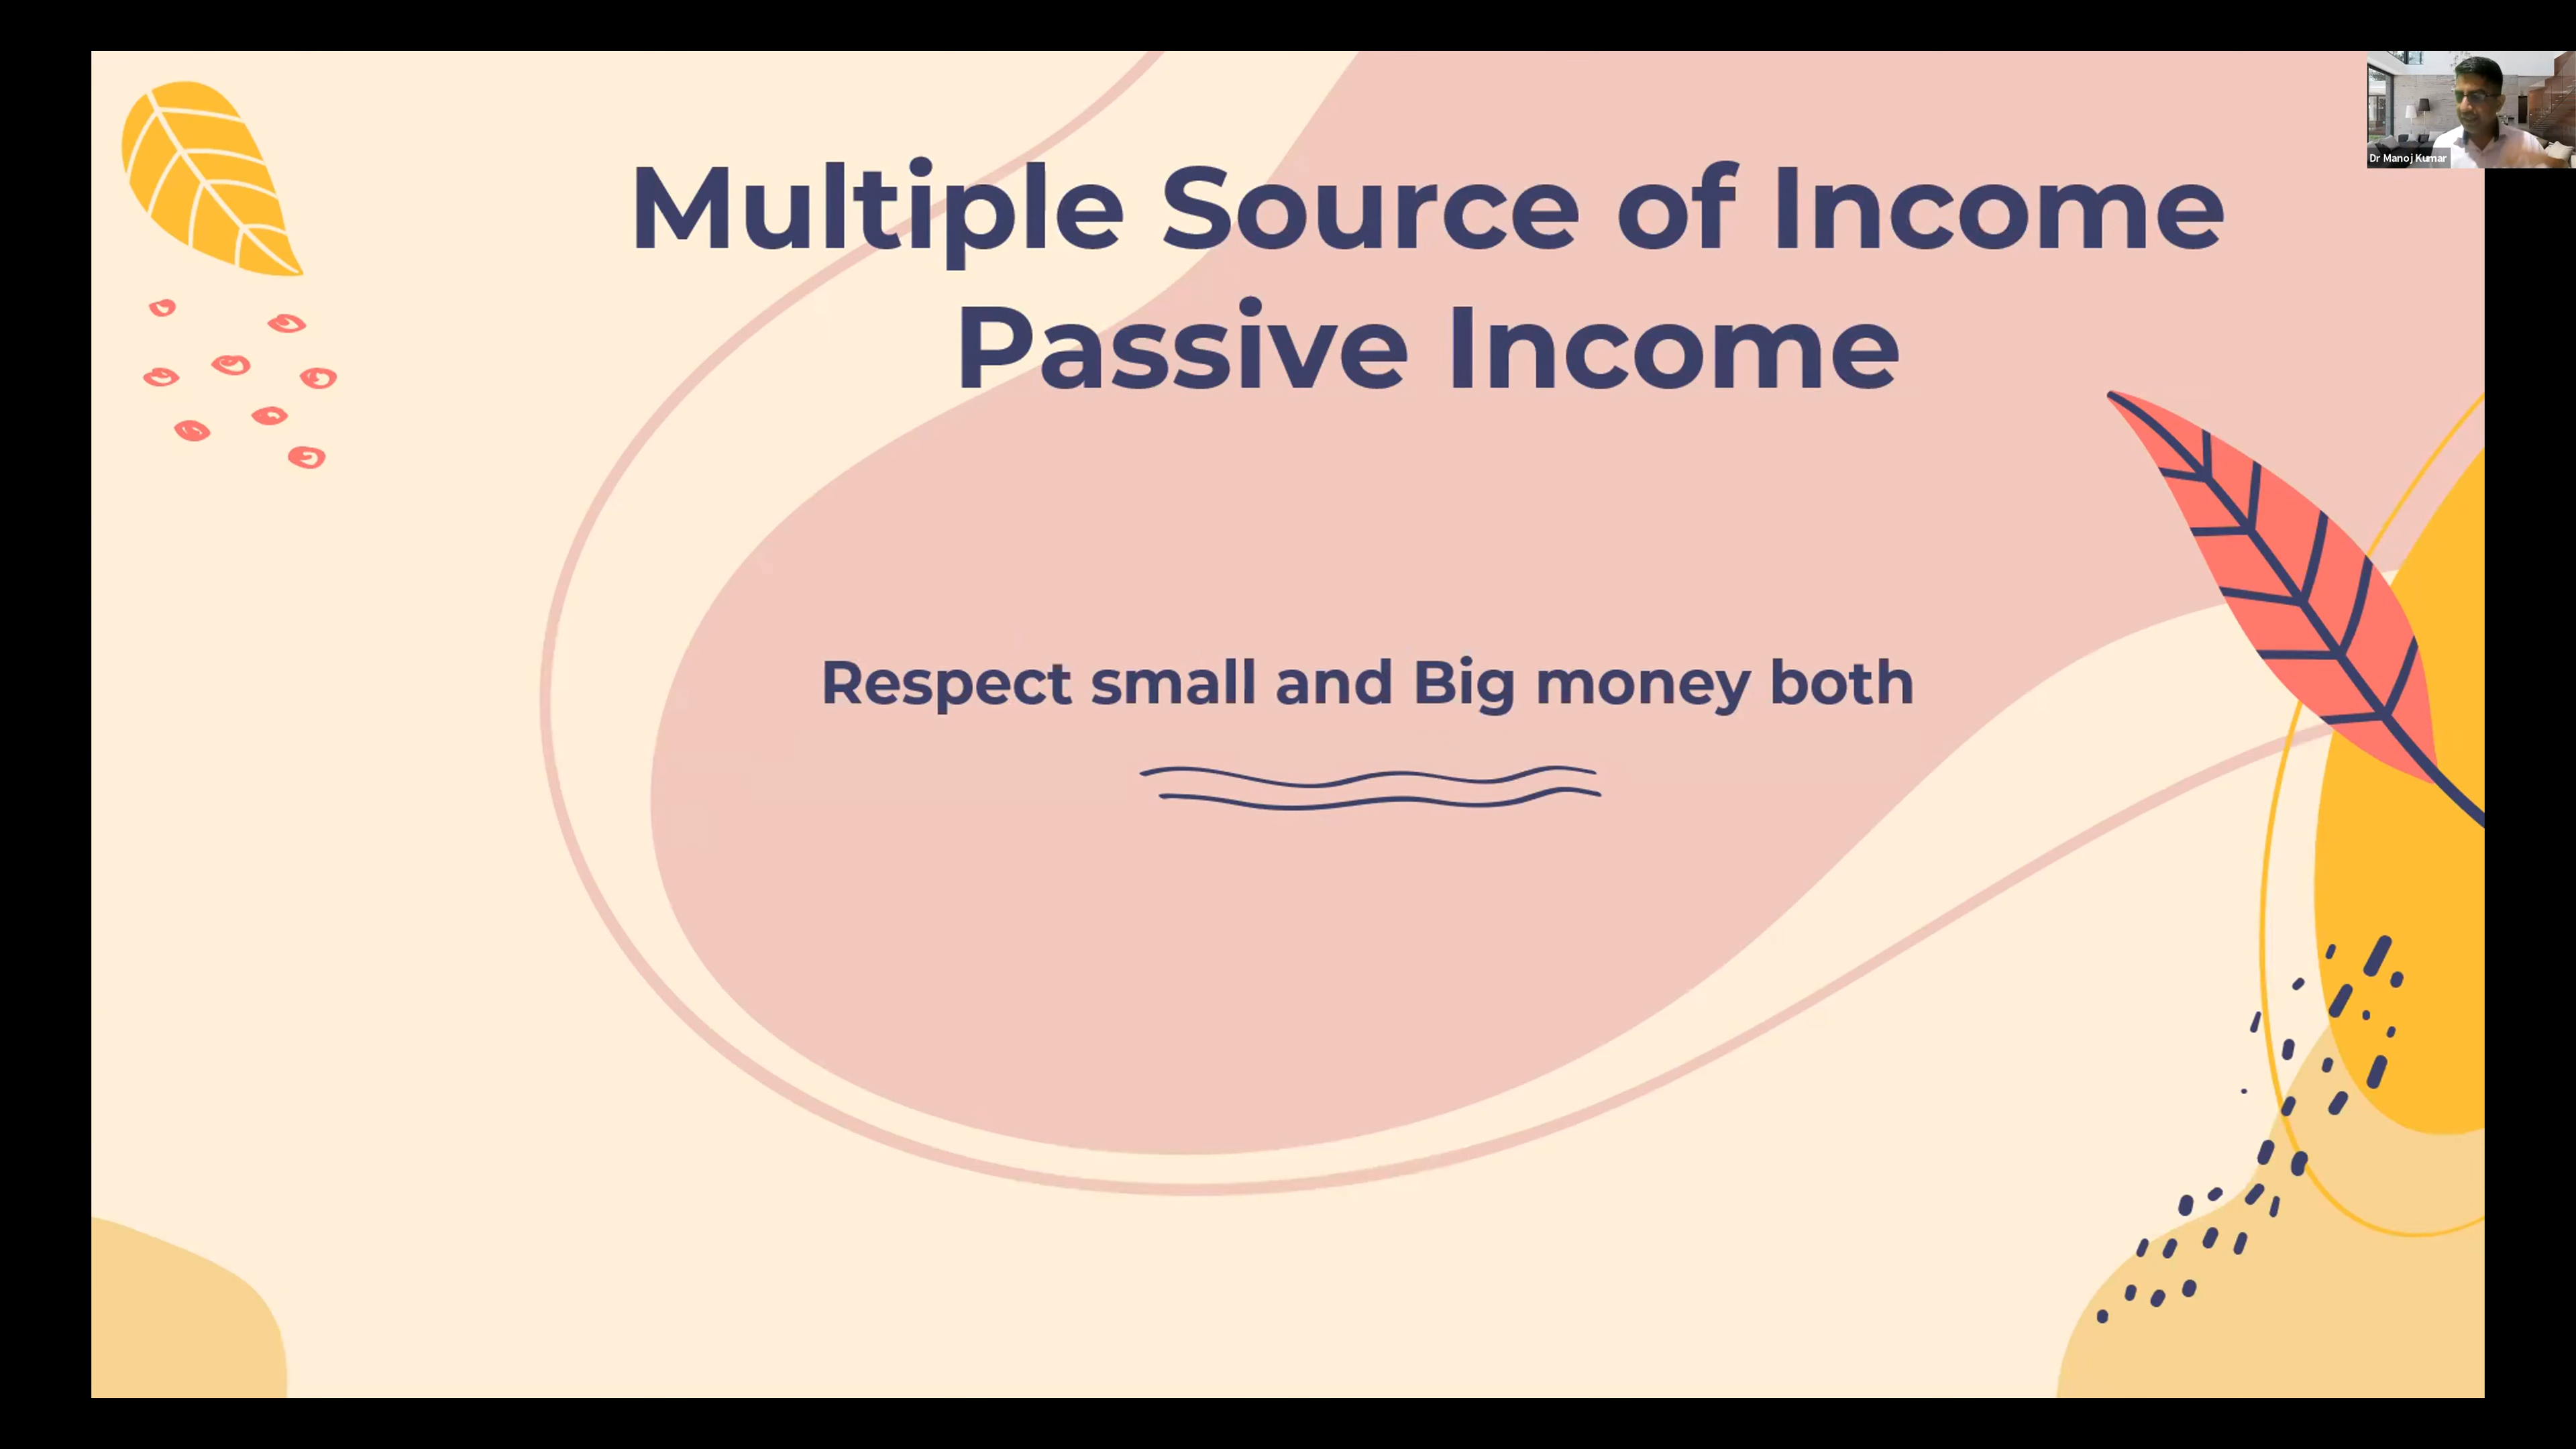 Multiple Source of Income
Passive Income
Respect small and Big money both
Dr Manoj Kumar